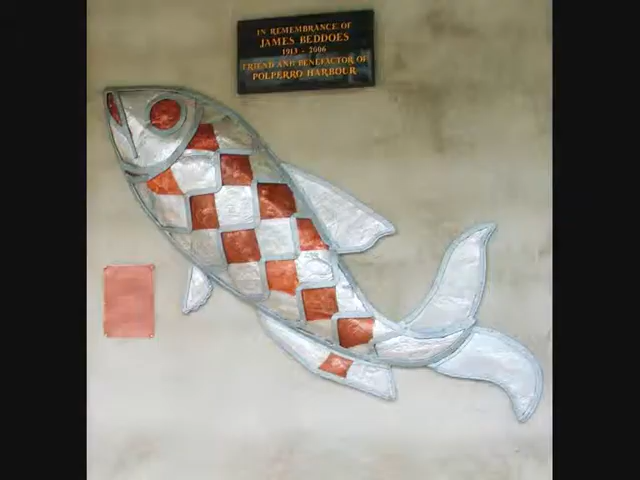 IN REMEMBRANCE OF
JAMES BEDDOES
1913 - 2006
FRIEND AND BENEFACTOR OF
POLPERRO HARBOUR